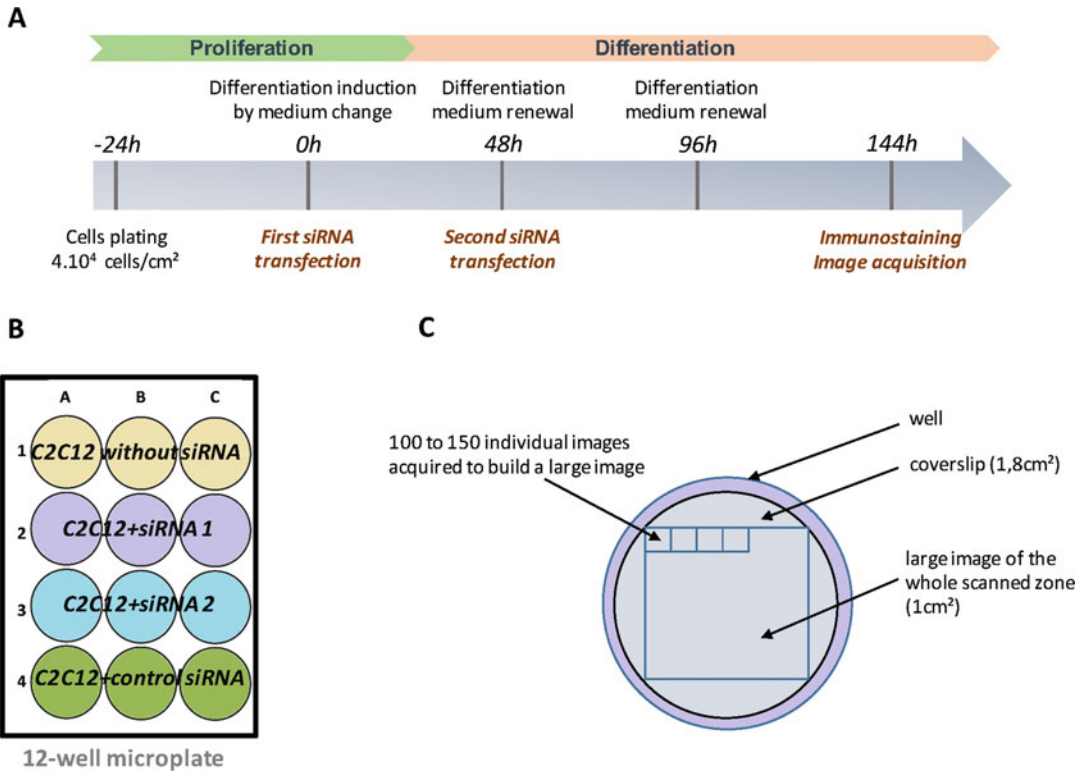 A
Proliferation
Differentiation
Differentiation induction
by medium change
Differentiation
medium renewal
Differentiation
medium renewal
-24h
0h
48h
96h
144h
Cells plating
4.10⁴ cells/cm²
First siRNA
transfection
Second siRNA
transfection
Immunostaining
Image acquisition
B
A B C
1 C2C12 without siRNA
2 C2C12+siRNA 1
3 C2C12+siRNA 2
4 C2C12+control siRNA
12-well microplate
C
100 to 150 individual images
acquired to build a large image
well
coverslip (1,8cm²)
large image of the
whole scanned zone
(1cm²)